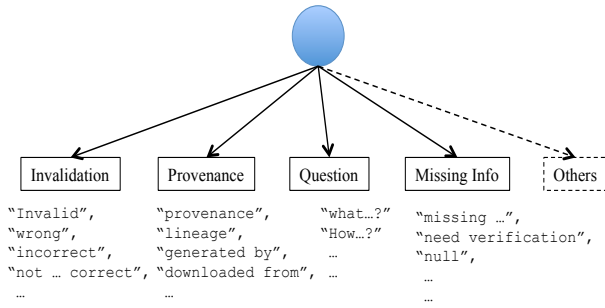 Invalidation
Provenance
Question
Missing Info
Others
“Invalid”,
“wrong”,
“incorrect”,
“not … correct”,
…
“provenance”,
“lineage”,
“generated by”,
“downloaded from”,
…
“what…?”
“How…?”
…
…
“missing …”,
“need verification”,
“null”,
…
…